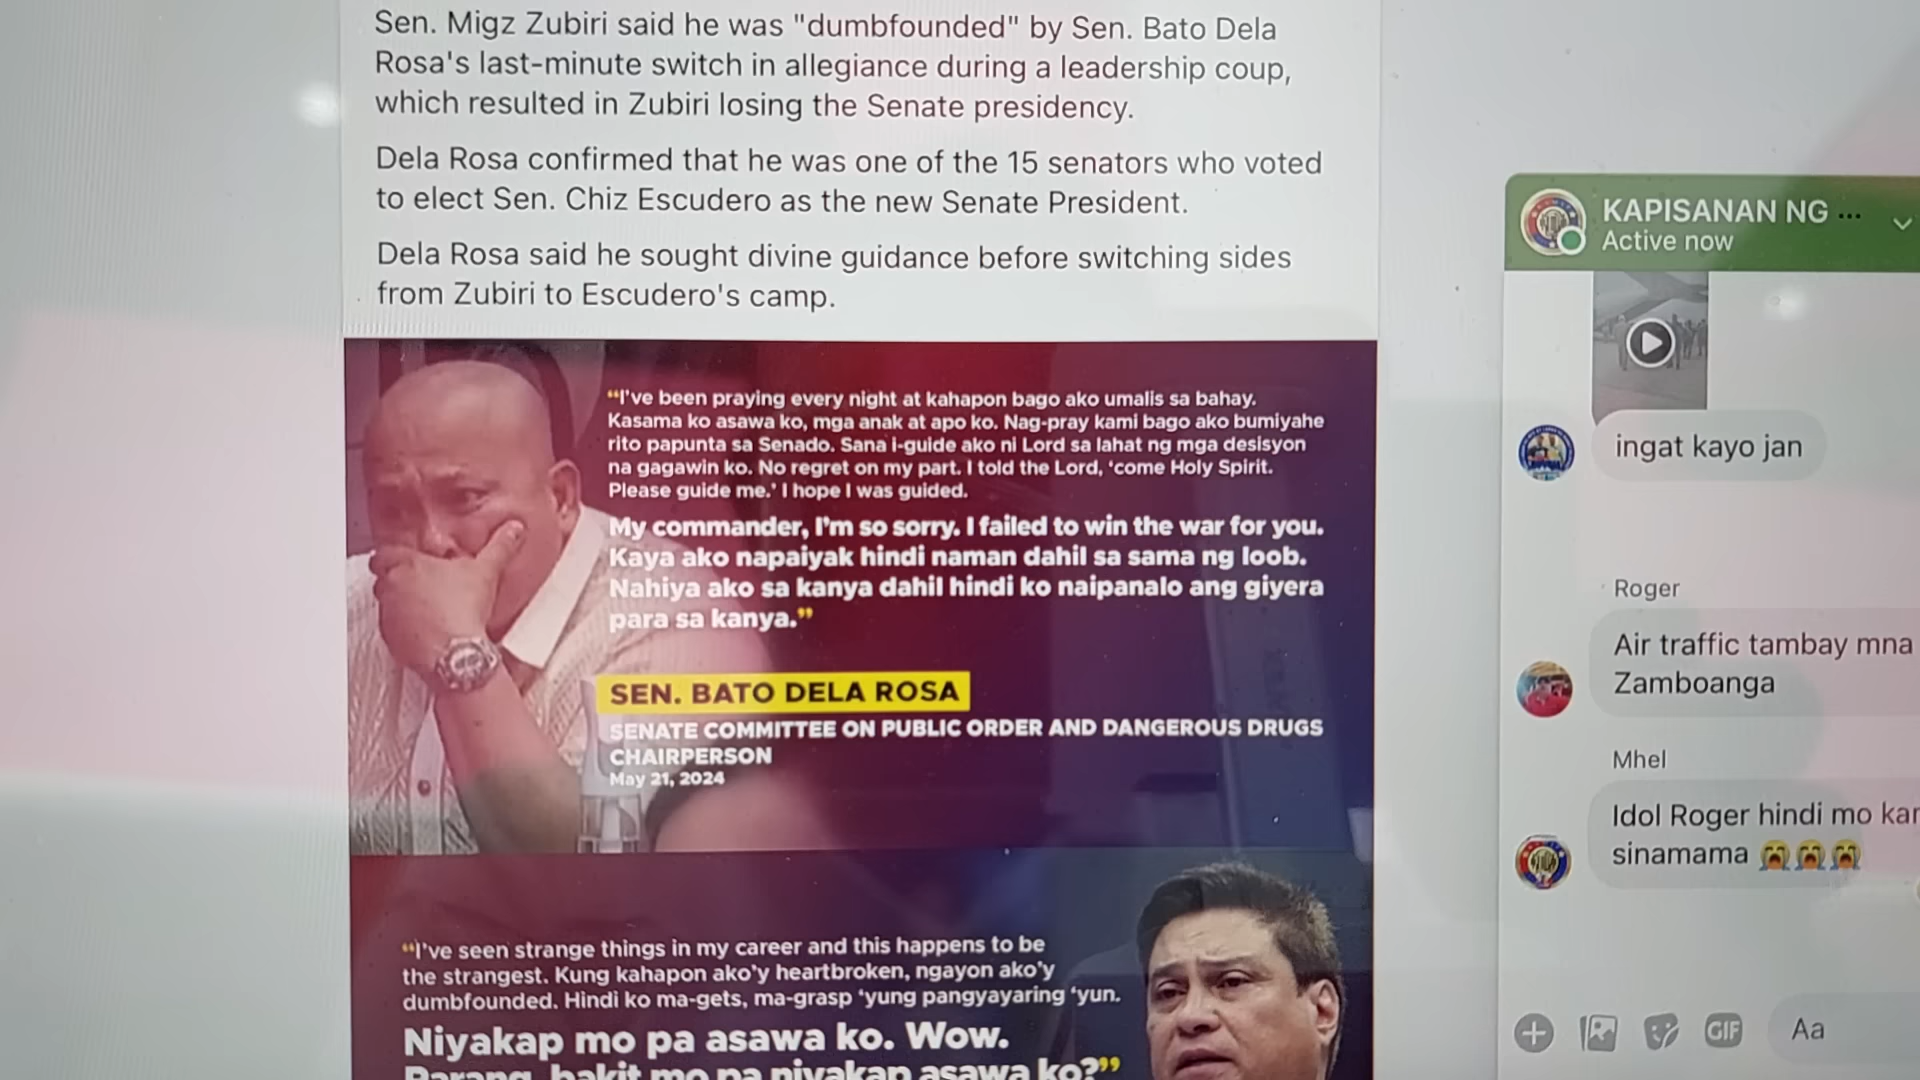 Sen. Migz Zubiri said he was "dumbfounded" by Sen. Bato Dela
Rosa's last-minute switch in allegiance during a leadership coup,
which resulted in Zubiri losing the Senate presidency.
Dela Rosa confirmed that he was one of the 15 senators who voted
to elect Sen. Chiz Escudero as the new Senate President.
Dela Rosa said he sought divine guidance before switching sides
from Zubiri to Escudero's camp.
“I’ve been praying every night at kahapon bago ako umalis sa bahay.
Kasama ko asawa ko, mga anak at apo ko. Nag-pray kami bago ako bumiyahe
rito papunta sa Senado. Sana i-guide ako ni Lord sa lahat ng mga desisyon
na gagawin ko. No regret on my part. I told the Lord, ‘come Holy Spirit.
Please guide me.’ I hope I was guided.
My commander, I’m so sorry. I failed to win the war for you.
Kaya ako napaiyak hindi naman dahil sa sama ng loob.
Nahiya ako sa kanya dahil hindi ko naipanalo ang giyera
para sa kanya.”
SEN. BATO DELA ROSA
SENATE COMMITTEE ON PUBLIC ORDER AND DANGEROUS DRUGS
CHAIRPERSON
May 21, 2024
“I’ve seen strange things in my career and this happens to be
the strangest. Kung kahapon ako’y heartbroken, ngayon ako’y
dumbfounded. Hindi ko ma-gets, ma-grasp ‘yung pangyayaring ‘yun.
Niyakap mo pa asawa ko. Wow.
Parang, bakit mo pa niyakap asawa ko?”
KAPISANAN NG ...
Active now
ingat kayo jan
Roger
Air traffic tambay mna
Zamboanga
Mhel
Idol Roger hindi mo kar
sinamama 😭😭😭
GIF
Aa